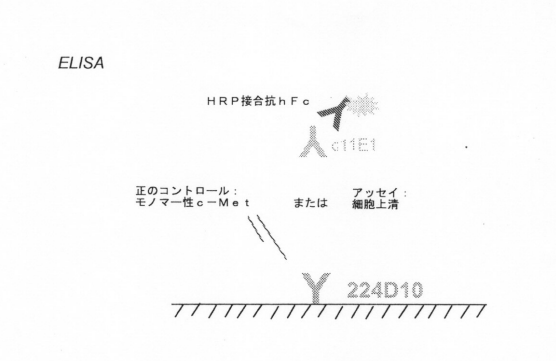 ELISA
HRP接合抗hFc
c11E1
正のコントロール：
モノマー性c－Met
または
アッセイ：
細胞上清
224D10